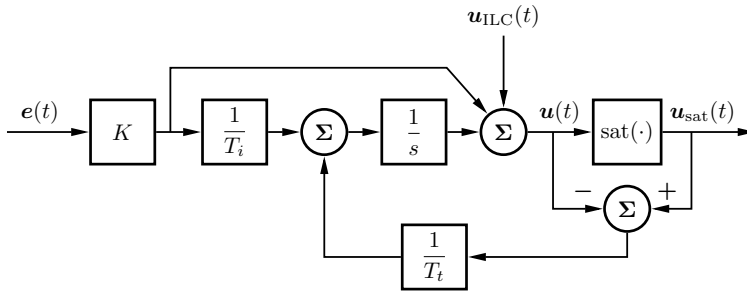 u_ILC(t)
e(t)
K
1/T_i
Σ
1/s
Σ
u(t)
sat(·)
u_sat(t)
− Σ +
1/T_t